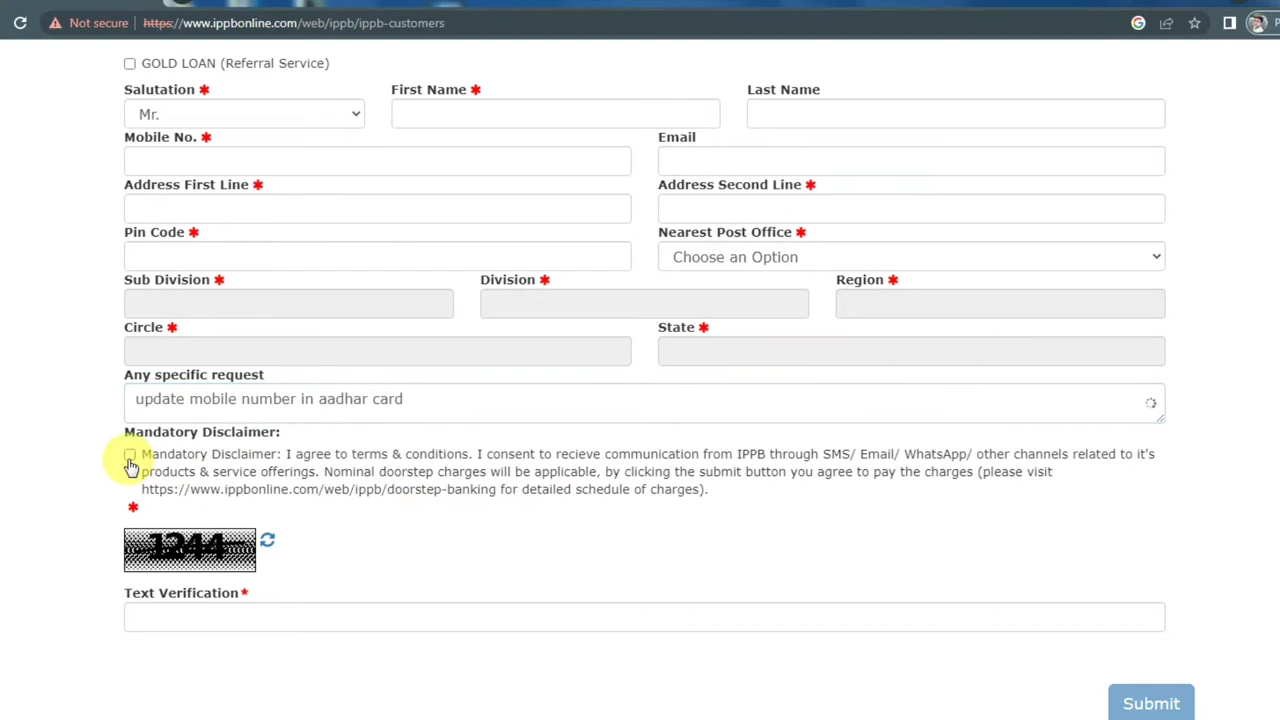 Not secure https://www.ippbonline.com/web/ippb/ippb-customers
GOLD LOAN (Referral Service)
Salutation * First Name * Last Name
Mr.
Mobile No. * Email
Address First Line * Address Second Line *
Pin Code * Nearest Post Office *
Choose an Option
Sub Division * Division * Region *
Circle * State *
Any specific request
update mobile number in aadhar card
Mandatory Disclaimer:
Mandatory Disclaimer: I agree to terms & conditions. I consent to recieve communication from IPPB through SMS/ Email/ WhatsApp/ other channels related to it's
products & service offerings. Nominal doorstep charges will be applicable, by clicking the submit button you agree to pay the charges (please visit
https://www.ippbonline.com/web/ippb/doorstep-banking for detailed schedule of charges).
*
1244
Text Verification *
Submit